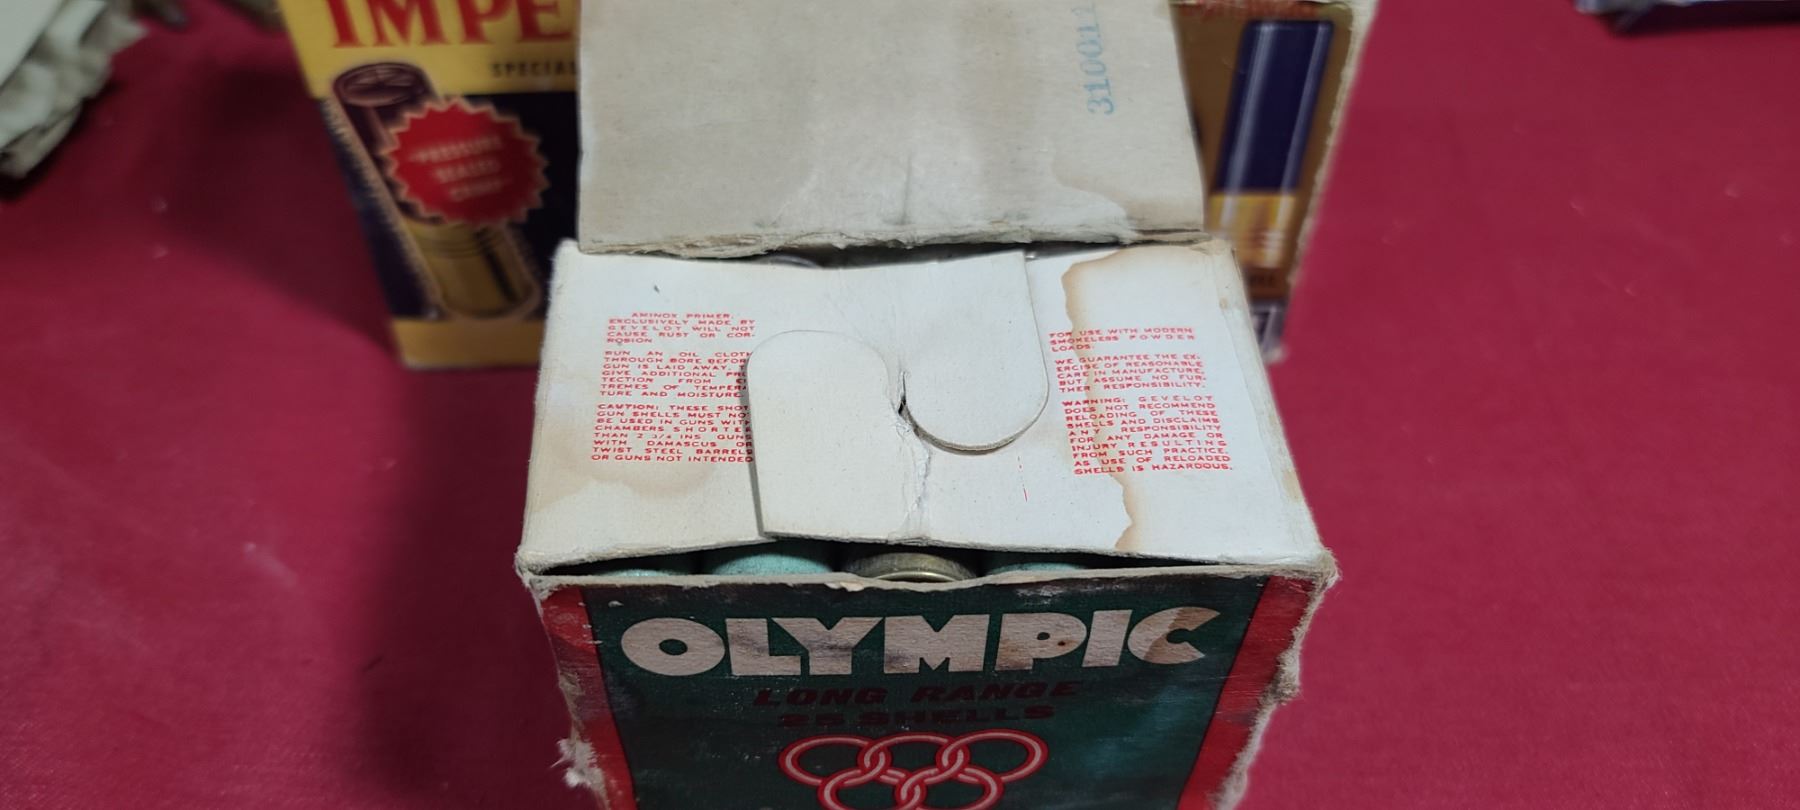 IMPE
SPECIAL
"PRESSURE
SEALED
CRIMP"
3100012
AMINOX PRIMER,
EXCLUSIVELY MADE BY
GEVELOT WILL NOT
CAUSE RUST OR COR-
ROSION
RUN AN OIL CLOTH
THROUGH BORE BEFORE
GUN IS LAID AWAY. T
GIVE ADDITIONAL PRO
TECTION FROM EX
TREMES OF TEMPERA
TURE AND MOISTURE.
CAUTION: THESE SHOT
GUN SHELLS MUST NOT
BE USED IN GUNS WITH
CHAMBERS SHORTER
THAN 2 3/4 INS. GUNS
WITH DAMASCUS OR
TWIST STEEL BARRELS
OR GUNS NOT INTENDED
FOR USE WITH MODERN
SMOKELESS POWDER
LOADS.
WE GUARANTEE THE EX-
ERCISE OF REASONABLE
CARE IN MANUFACTURE,
BUT ASSUME NO FUR-
THER RESPONSIBILITY.
WARNING: GEVELOT
DOES NOT RECOMMEND
RELOADING OF THESE
SHELLS AND DISCLAIMS
ANY RESPONSIBILITY
FOR ANY DAMAGE OR
INJURY RESULTING
FROM SUCH PRACTICE,
AS USE OF RELOADED
SHELLS IS HAZARDOUS.
OLYMPIC
LONG RANGE
25 SHELLS